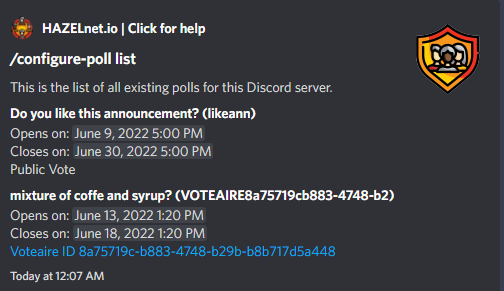 HAZELnet.io | Click for help
/configure-poll list
This is the list of all existing polls for this Discord server.
Do you like this announcement? (likeann)
Opens on: June 9, 2022 5:00 PM
Closes on: June 30, 2022 5:00 PM
Public Vote
mixture of coffe and syrup? (VOTEAIRE8a75719cb883-4748-b2)
Opens on: June 13, 2022 1:20 PM
Closes on: June 18, 2022 1:20 PM
Voteaire ID 8a75719c-b883-4748-b29b-b8b717d5a448
Today at 12:07 AM